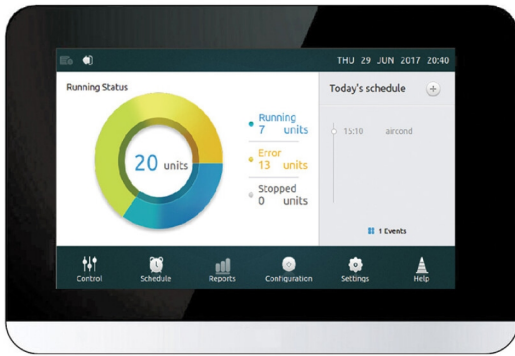 THU 29 JUN 2017 20:40
Running Status
20 units
Running
7 units
Error
13 units
Stopped
0 units
Today's schedule
15:10 aircond
1 Events
Control Schedule Reports Configuration Settings Help